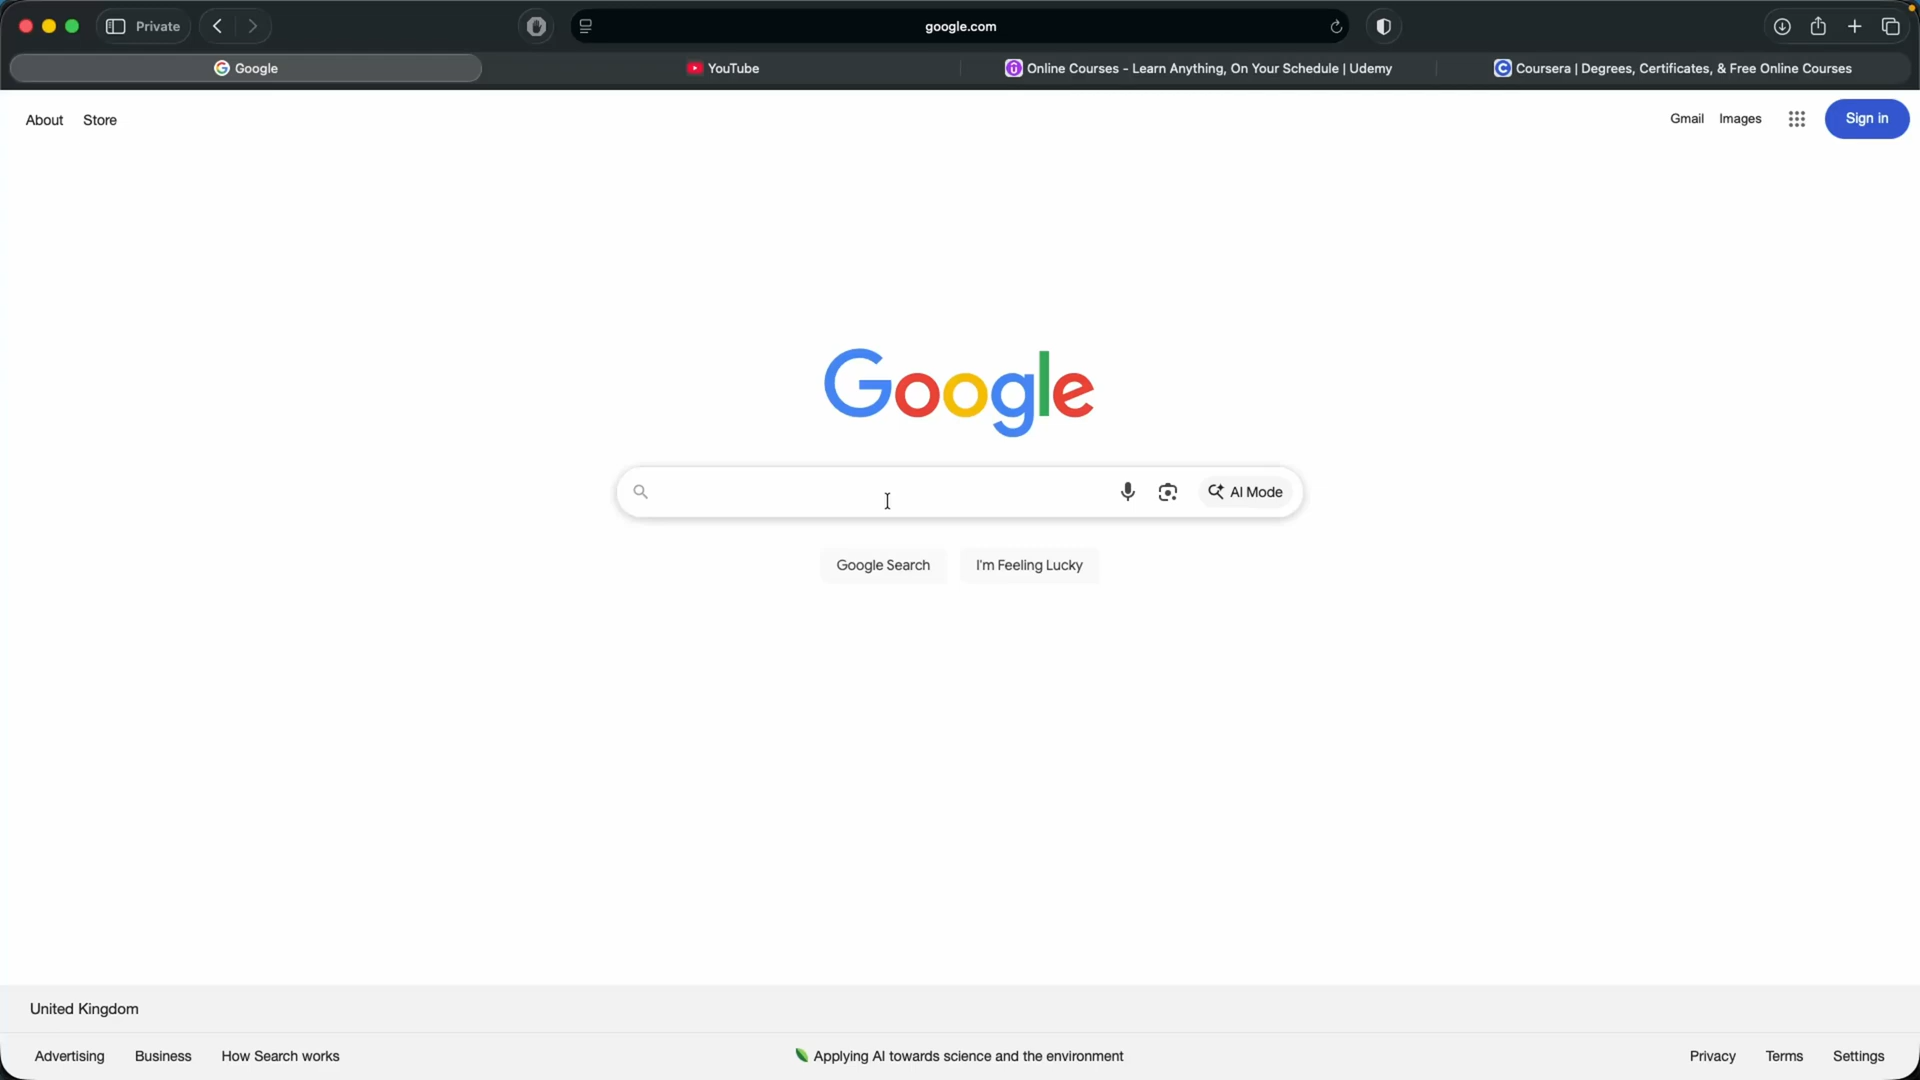 Private
google.com
Google
YouTube
Online Courses - Learn Anything, On Your Schedule | Udemy
Coursera | Degrees, Certificates, & Free Online Courses
About
Store
Gmail
Images
Sign in
Google
AI Mode
Google Search
I'm Feeling Lucky
United Kingdom
Advertising
Business
How Search works
Applying AI towards science and the environment
Privacy
Terms
Settings